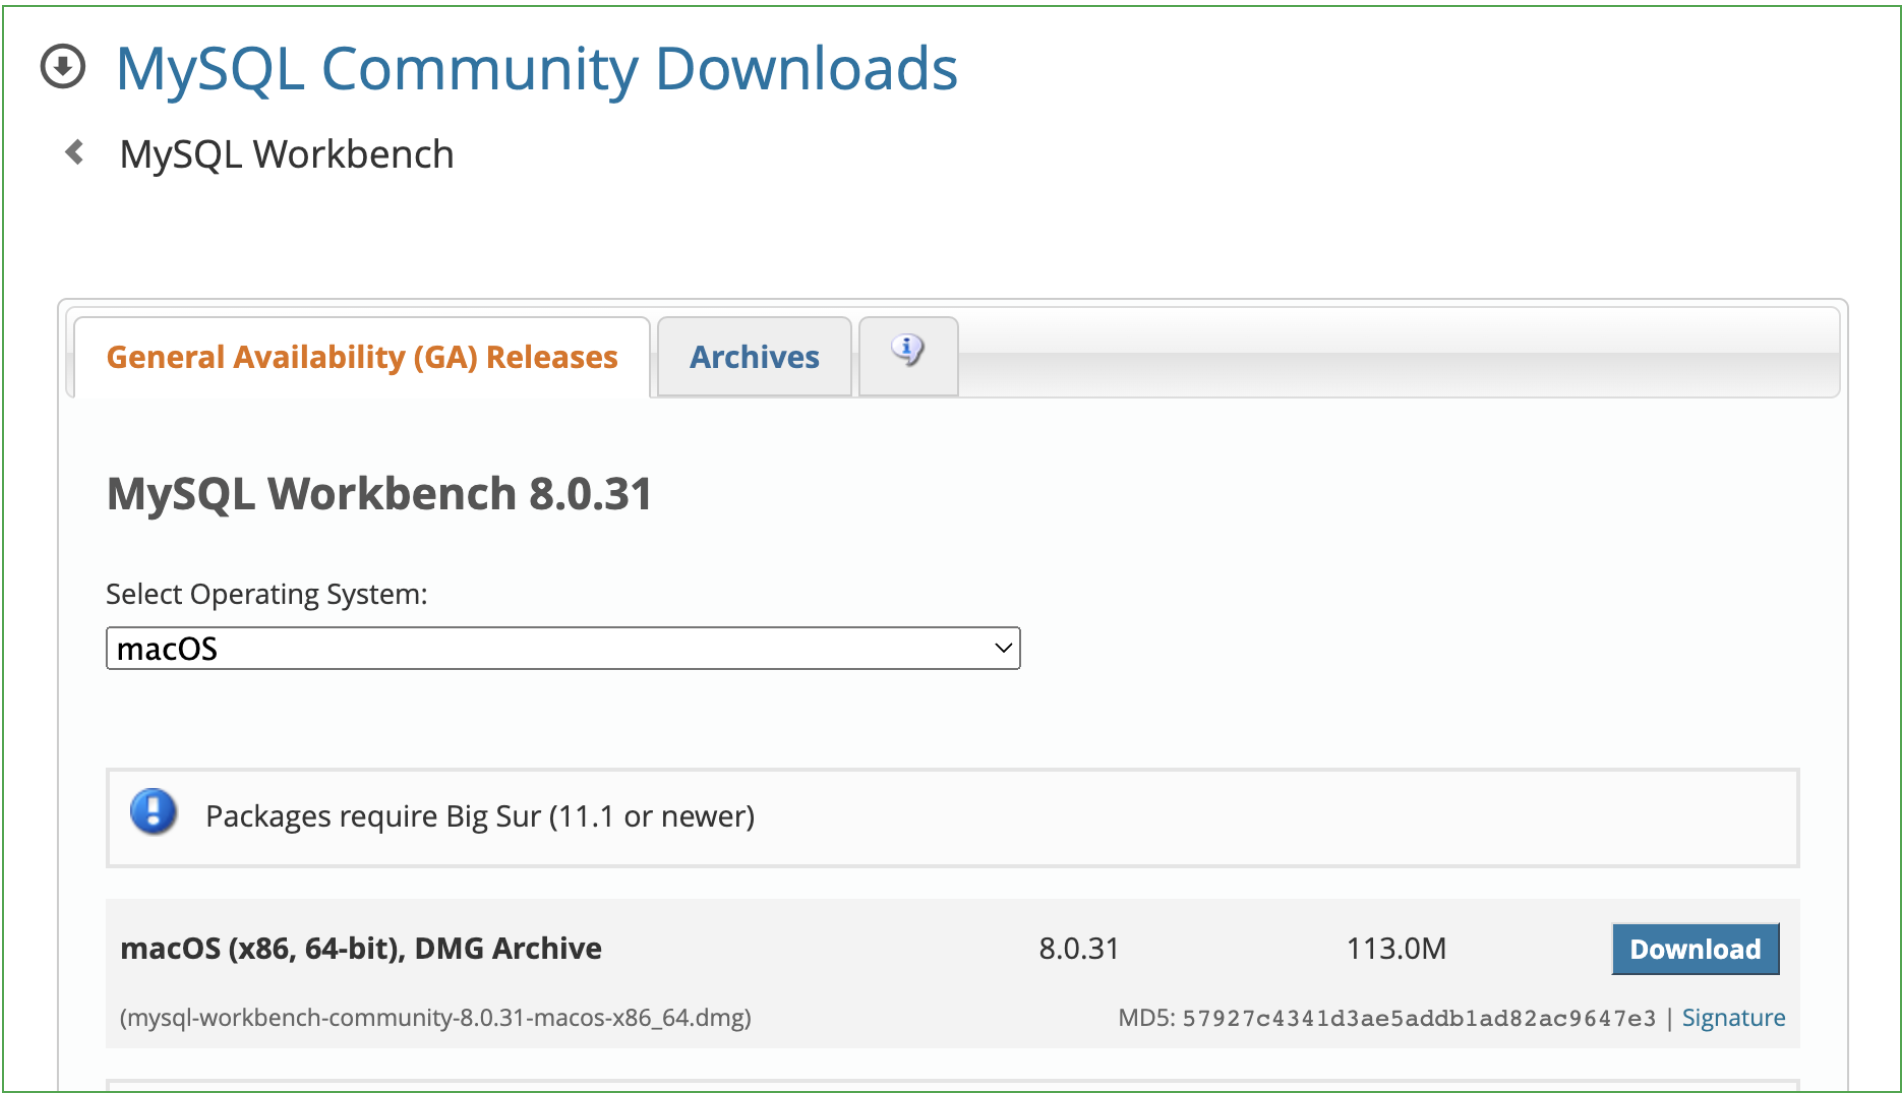 MySQL Community Downloads
MySQL Workbench
General Availability (GA) Releases Archives
MySQL Workbench 8.0.31
Select Operating System:
macOS
Packages require Big Sur (11.1 or newer)
macOS (x86, 64-bit), DMG Archive 8.0.31 113.0M Download
(mysql-workbench-community-8.0.31-macos-x86_64.dmg) MD5: 57927c4341d3ae5addb1ad82ac9647e3 | Signature